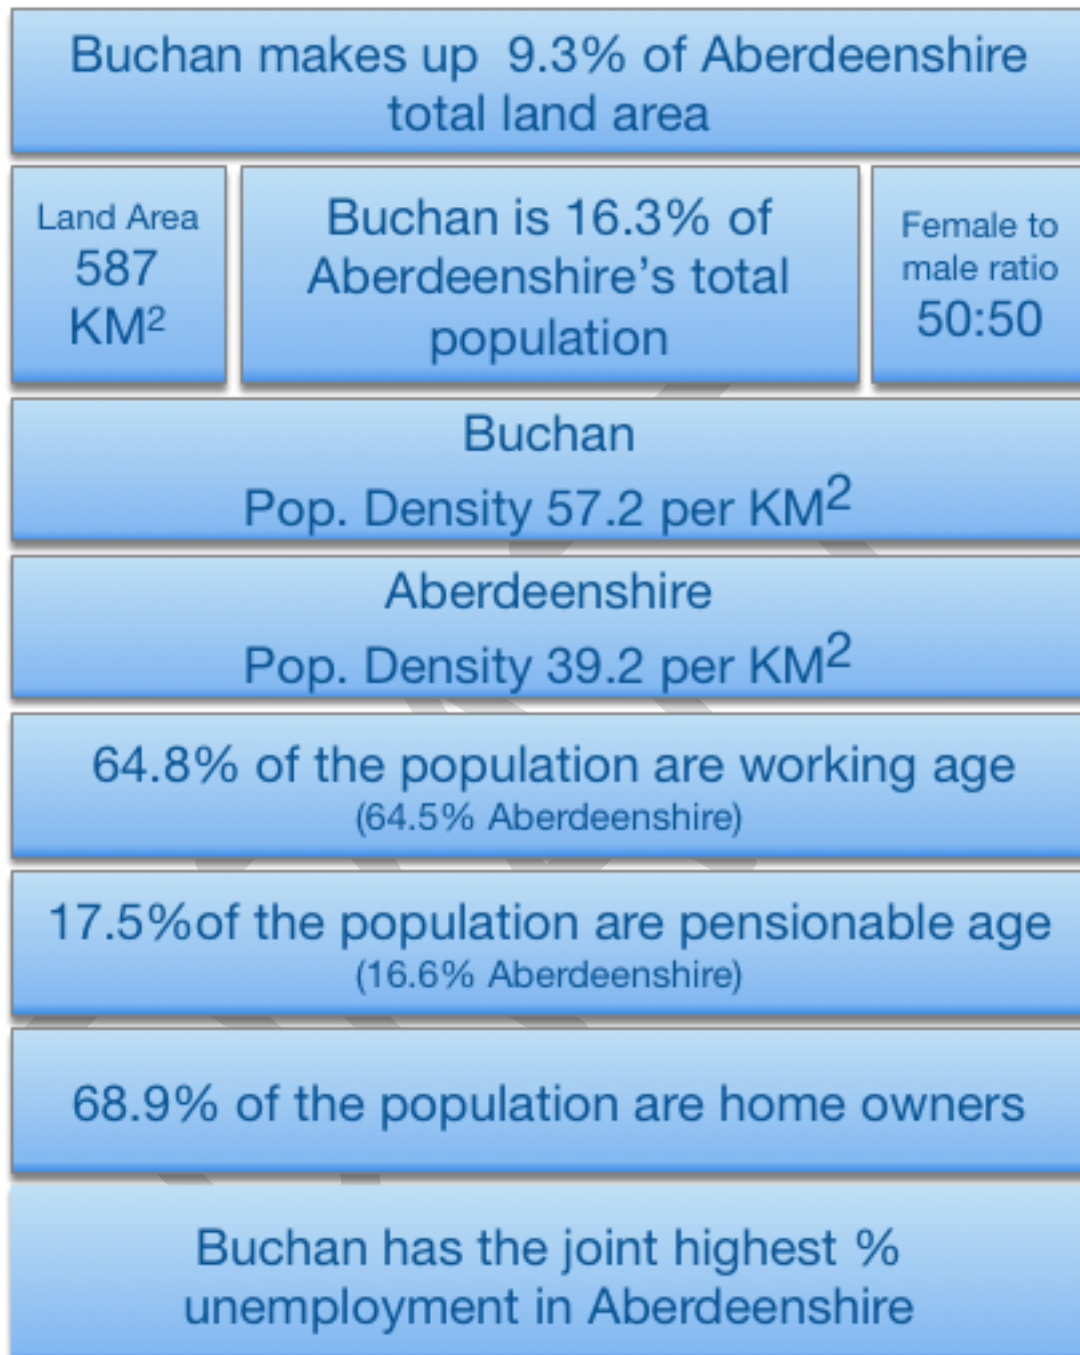 Buchan makes up 9.3% of Aberdeenshire
total land area
Land Area
587
KM²
Buchan is 16.3% of
Aberdeenshire's total
population
Female to
male ratio
50:50
Buchan
Pop. Density 57.2 per KM²
Aberdeenshire
Pop. Density 39.2 per KM²
64.8% of the population are working age
(64.5% Aberdeenshire)
17.5%of the population are pensionable age
(16.6% Aberdeenshire)
68.9% of the population are home owners
Buchan has the joint highest %
unemployment in Aberdeenshire